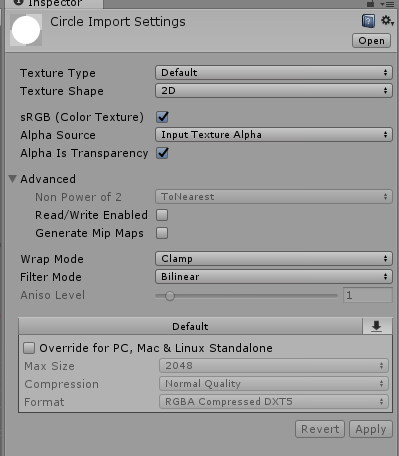 Inspector
Circle Import Settings
Open
Texture Type Default
Texture Shape 2D
sRGB (Color Texture)
Alpha Source Input Texture Alpha
Alpha Is Transparency
Advanced
Non Power of 2 ToNearest
Read/Write Enabled
Generate Mip Maps
Wrap Mode Clamp
Filter Mode Bilinear
Aniso Level 1
Default
Override for PC, Mac & Linux Standalone
Max Size 2048
Compression Normal Quality
Format RGBA Compressed DXT5
Revert Apply